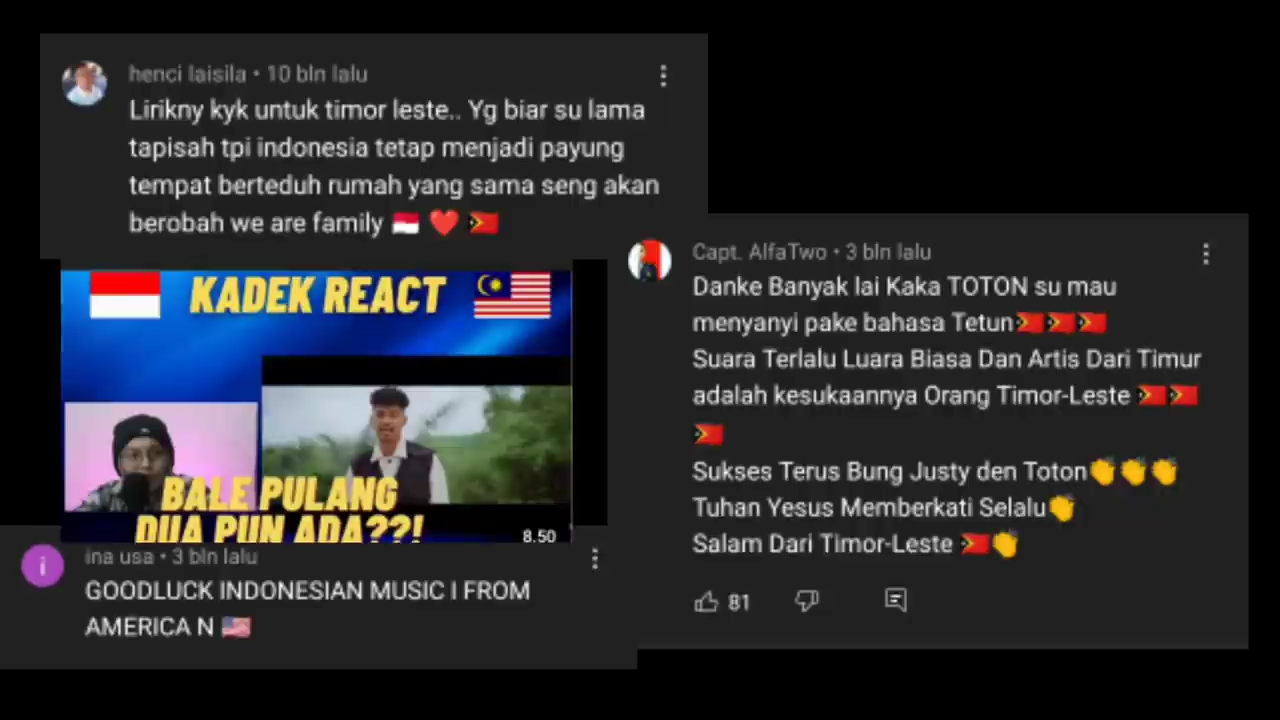 henci laisila • 10 bln lalu
Lirikny kyk untuk timor leste.. Yg biar su lama
tapisah tpi indonesia tetap menjadi payung
tempat berteduh rumah yang sama seng akan
berobah we are family 🇮🇩 ❤️ 🇹🇱
KADEK REACT
BALE PULANG
DUA PUN ADA??!
8.50
ina usa • 3 bln lalu
i
GOODLUCK INDONESIAN MUSIC I FROM
AMERICA N 🇺🇸
Capt. AlfaTwo • 3 bln lalu
Danke Banyak lai Kaka TOTON su mau
menyanyi pake bahasa Tetun🇹🇱🇹🇱🇹🇱
Suara Terlalu Luara Biasa Dan Artis Dari Timur
adalah kesukaannya Orang Timor-Leste 🇹🇱🇹🇱
🇹🇱
Sukses Terus Bung Justy den Toton👏👏👏
Tuhan Yesus Memberkati Selalu👏
Salam Dari Timor-Leste 🇹🇱👏
81